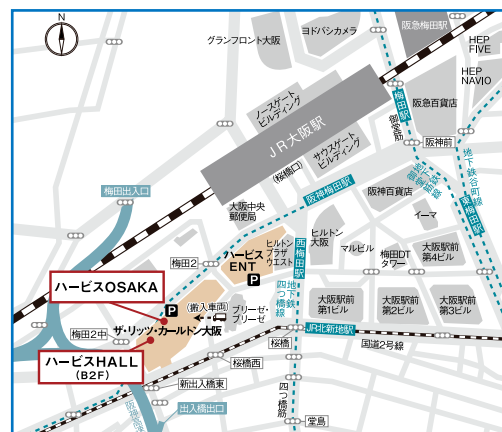 N
グランフロント大阪
ヨドバシカメラ
阪急梅田駅
HEP
FIVE
HEP
NAVIO
梅田駅
阪急百貨店
御堂筋
ノースゲート
ビルディング
JR大阪駅
サウスゲート
ビルディング
(桜橋口)
阪神前
地下鉄
御堂筋線
地下鉄谷町線
東梅田駅
梅田出入口
大阪中央
郵便局
阪神梅田駅
阪神百貨店
イーマ
梅田2
ハービス
ENT
P
ヒルトン
プラザ
ウエスト
西梅田駅
地下鉄
四つ橋線
ヒルトン
大阪
マルビル
梅田DT
タワー
大阪駅前
第4ビル
ハービスOSAKA
P
(搬入車両)
ブリーゼ・
ブリーゼ
大阪駅前
第1ビル
大阪駅前
第2ビル
大阪駅前
第3ビル
梅田2中
ザ・リッツ・カールトン大阪
JR北新地駅
国道2号線
ハービスHALL
(B2F)
桜橋
桜橋西
新出入橋東
出入橋出口
四つ橋筋
堂島